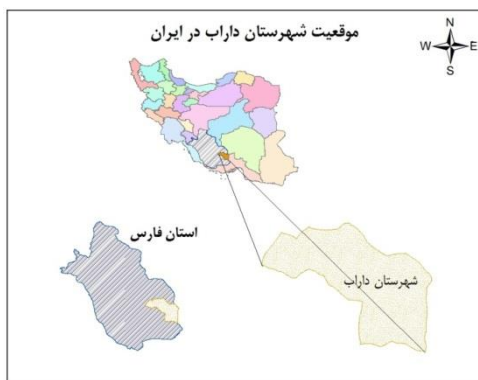 موقعیت شهرستان داراب در ایران
N
W E
S
استان فارس
شهرستان داراب